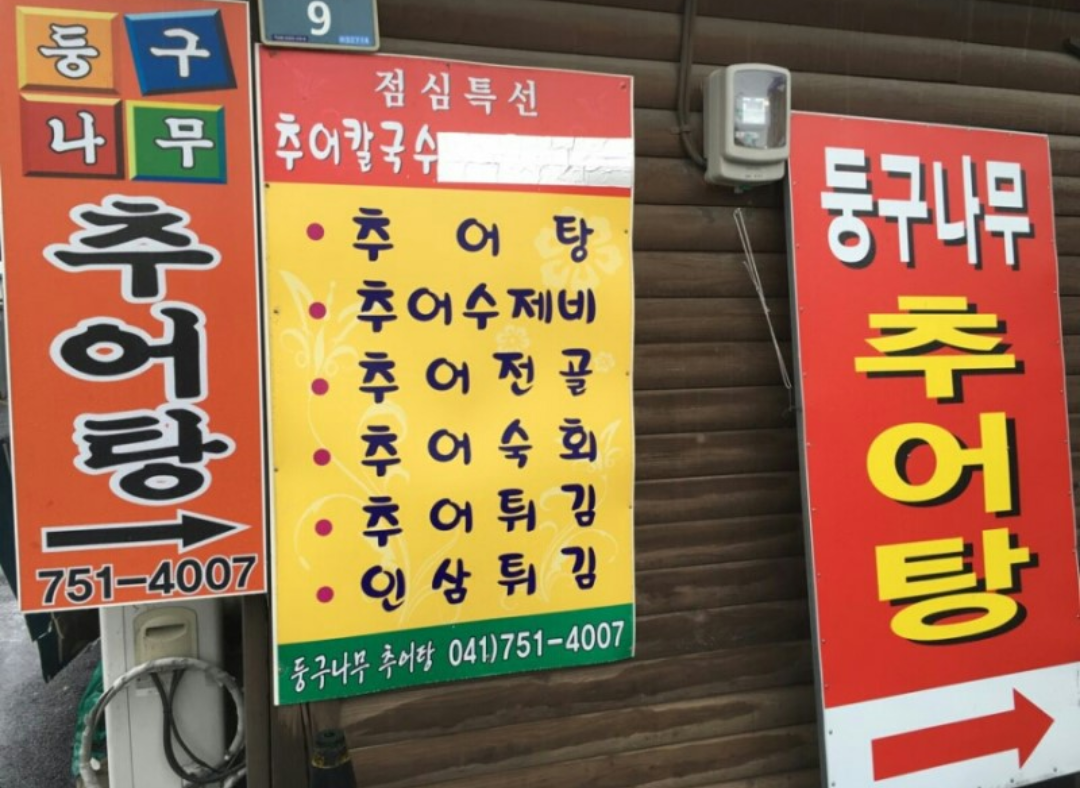 둥구
나무
추어탕
751-4007
9
점심특선
추어칼국수
추어탕
추어수제비
추어전골
추어숙회
추어튀김
인삼튀김
둥구나무 추어탕 041)751-4007
둥구나무
추어탕